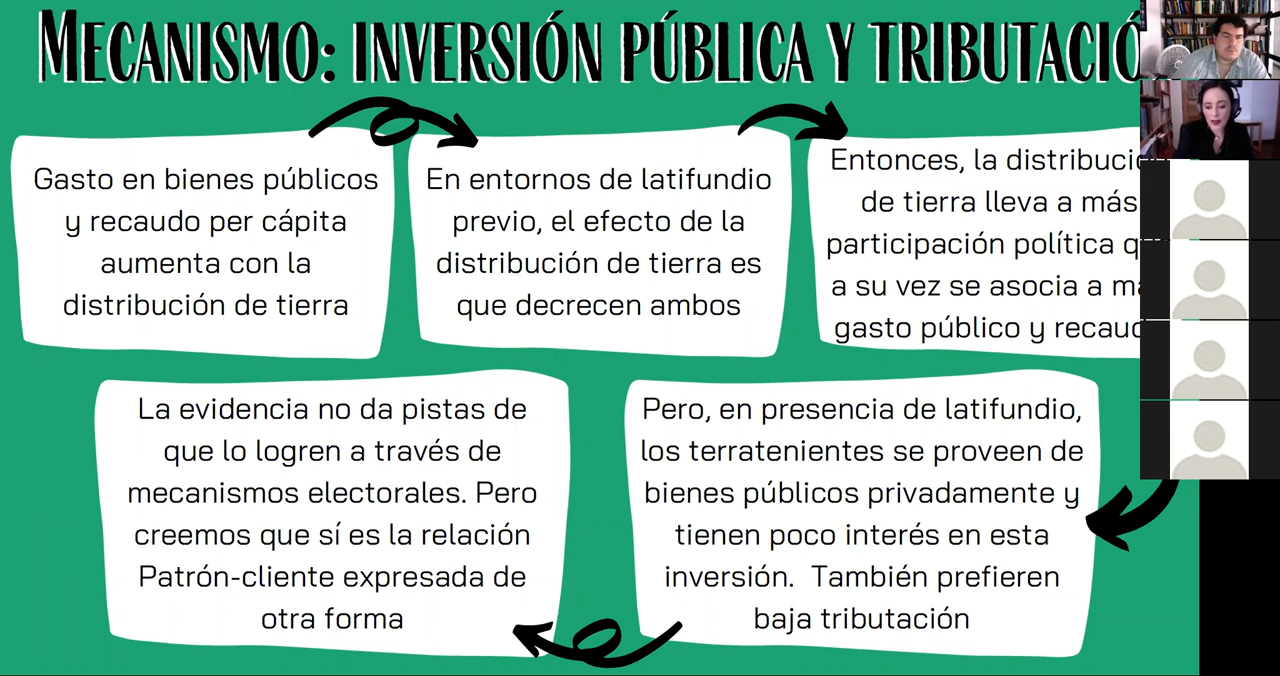 MECANISMO: INVERSIÓN PÚBLICA Y
Gasto en bienes públicos
y recaudo per cápita
aumenta con la
distribución de tierra
En entornos de latifundio
previo, el efecto de la
distribución de tierra es
que decrecen ambos
Entonces, la
de tierra lleva a más
participación política
a su vez se asocia a
gasto público y
Pero, en presencia de latifundio,
los terratenientes se proveen de
bienes públicos privadamente y
tienen poco interés en esta
inversión. También prefieren
baja tributación
La evidencia no da pistas de
que lo logren a través de
mecanismos electorales. Pero
creemos que sí es la relación
Patrón-cliente expresada de
otra forma